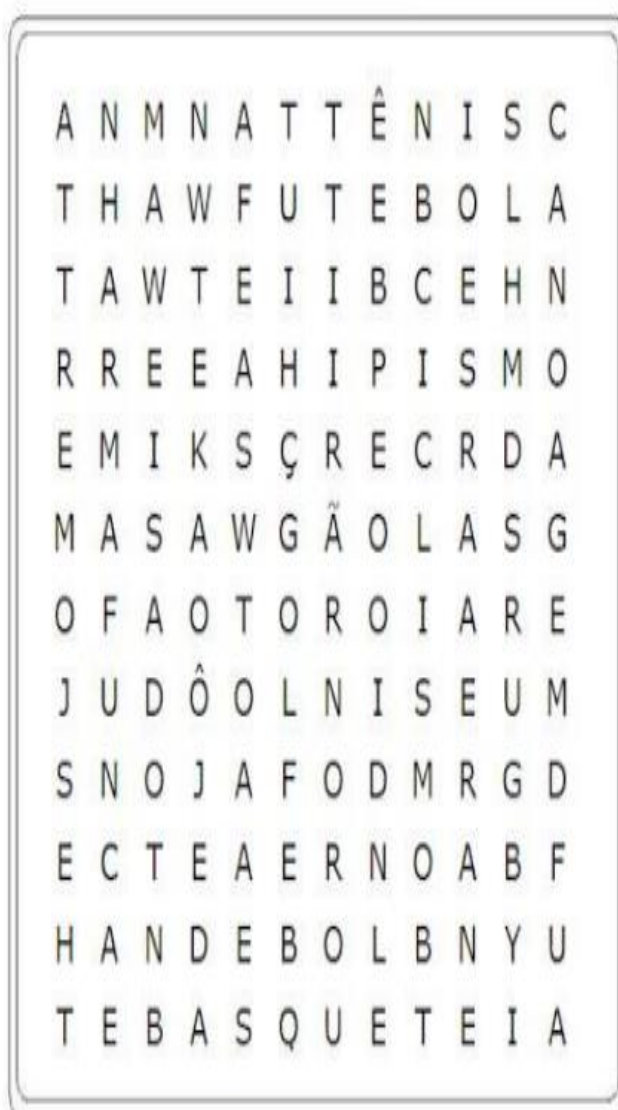 A N M N A T T Ê N I S C
T H A W F U T E B O L A
T A W T E I I B C E H N
R R E E A H I P I S M O
E M I K S Ç R E C R D A
M A S A W G Ã O L A S G
O F A O T O R O I A R E
J U D Ô O L N I S E U M
S N O J A F O D M R G D
E C T E A E R N O A B F
H A N D E B O L B N Y U
T E B A S Q U E T E I A